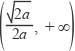 (√2a/2a, +∞)